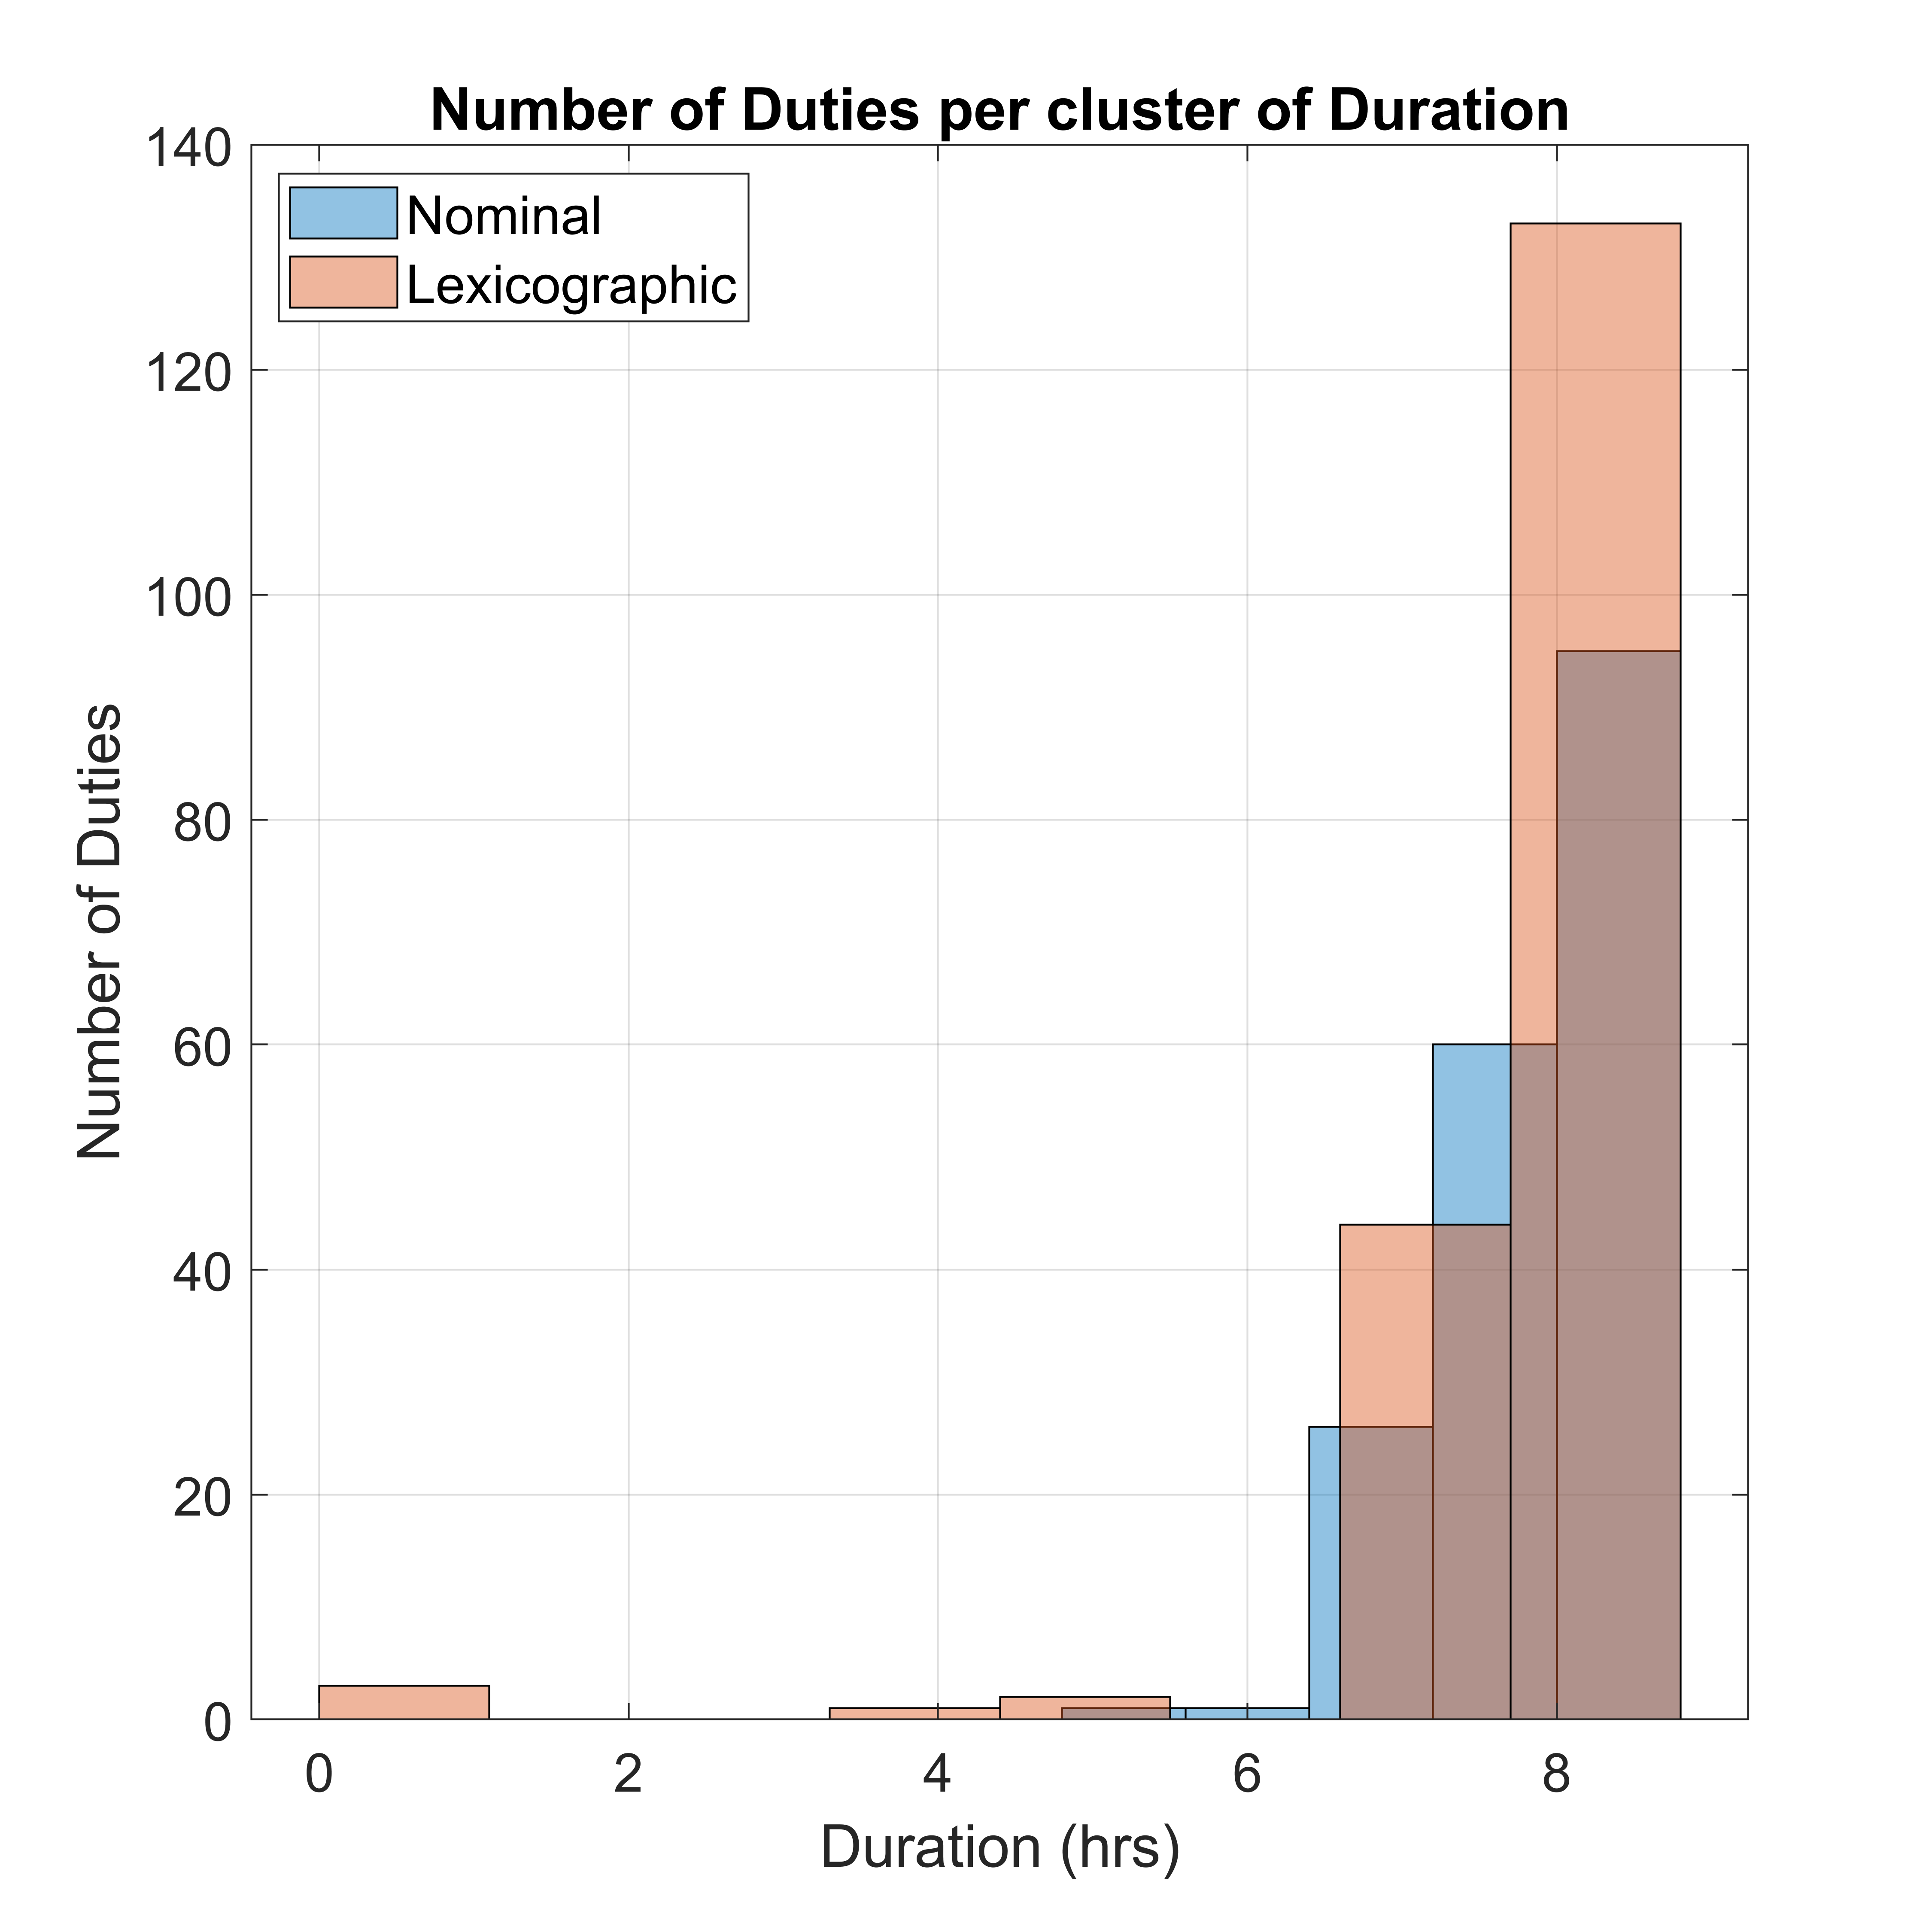 Number of Duties per cluster of Duration
Nominal
Lexicographic
140
120
100
80
60
40
20
0
Number of Duties
0 2 4 6 8
Duration (hrs)